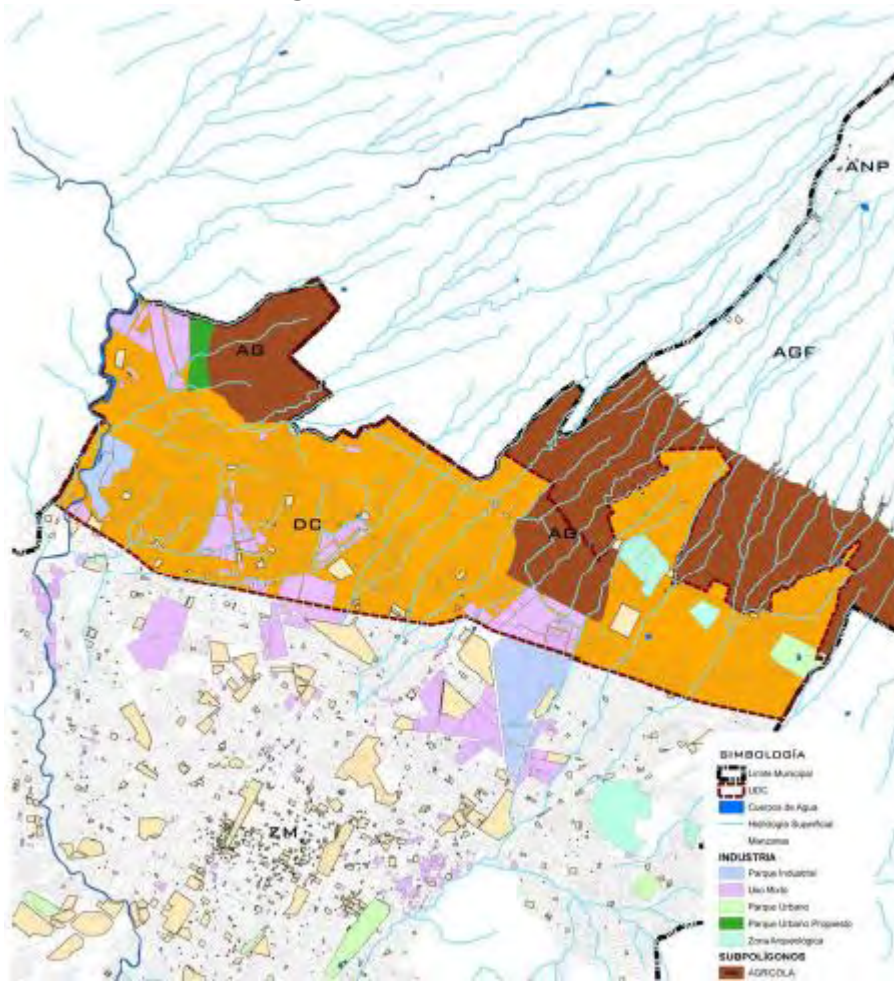 ANP
AGF
AG
DC
AG
ZM
SIMBOLOGÍA
Límite Municipal
UDC
Cuerpos de Agua
Hidrología Superficial
Manzanas
INDUSTRIA
Parque Industrial
Uso Mixto
Parque Urbano
Parque Urbano Propuesto
Zona Arqueológica
SUBPOLÍGONOS
AGRICOLA